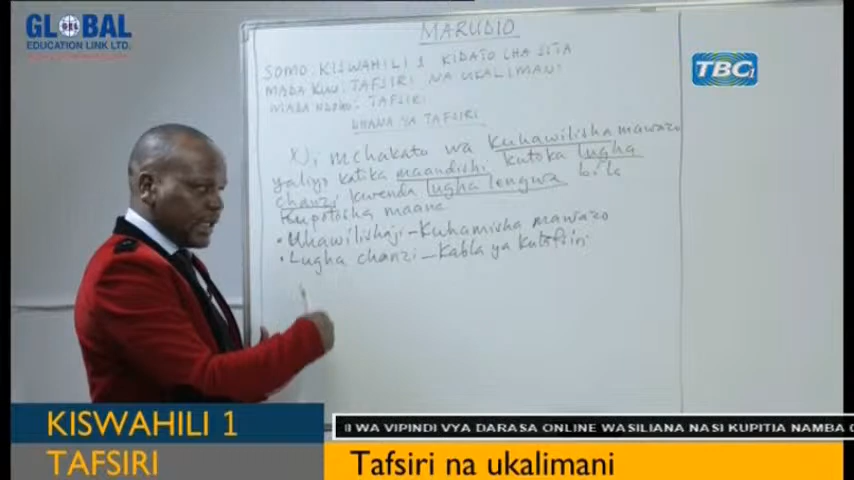 GLOBAL
EDUCATION LINK LTD.
MARUDIO
SOMO: KISWAHILI 1 KIDATO CHA SITA
MADA KUU: TAFSIRI NA UKALIMANI
MADA NDOGO: TAFSIRI
DHANA YA TAFSIRI
Ni mchakato wa Kuhawilisha mawazo
yaliyo katika maandishi kutoka lugha
chanzi kwenda lugha lengwa bila
Kupotosha maana
• Uhawilishaji - Kuhamisha mawazo
• Lugha chanzi - Kabla ya Kutafsiri
TBC1
KISWAHILI 1
TAFSIRI
I WA VIPINDI VYA DARASA ONLINE WASILIANA NASI KUPITIA NAMBA
Tafsiri na ukalimani